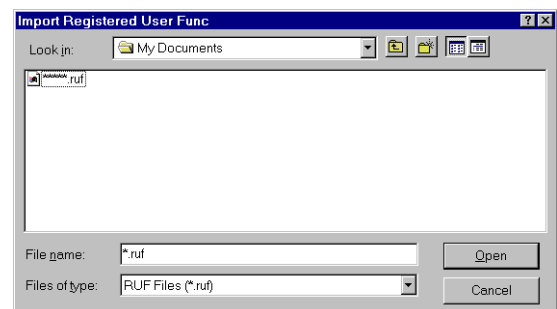 Import Registered User Func
Look in: My Documents
*****.ruf
File name: *.ruf
Open
Files of type: RUF Files (*.ruf)
Cancel